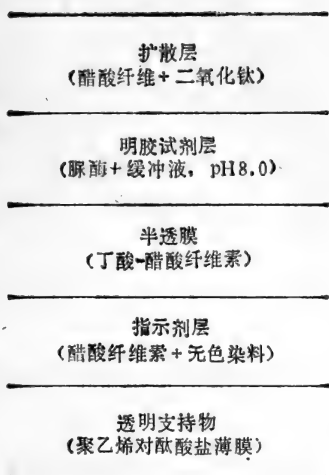 扩散层
(醋酸纤维+二氧化钛)
明胶试剂层
(脲酶+缓冲液，pH8.0)
半透膜
(丁酸-醋酸纤维素)
指示剂层
(醋酸纤维素+无色染料)
透明支持物
(聚乙烯对酞酸盐薄膜)